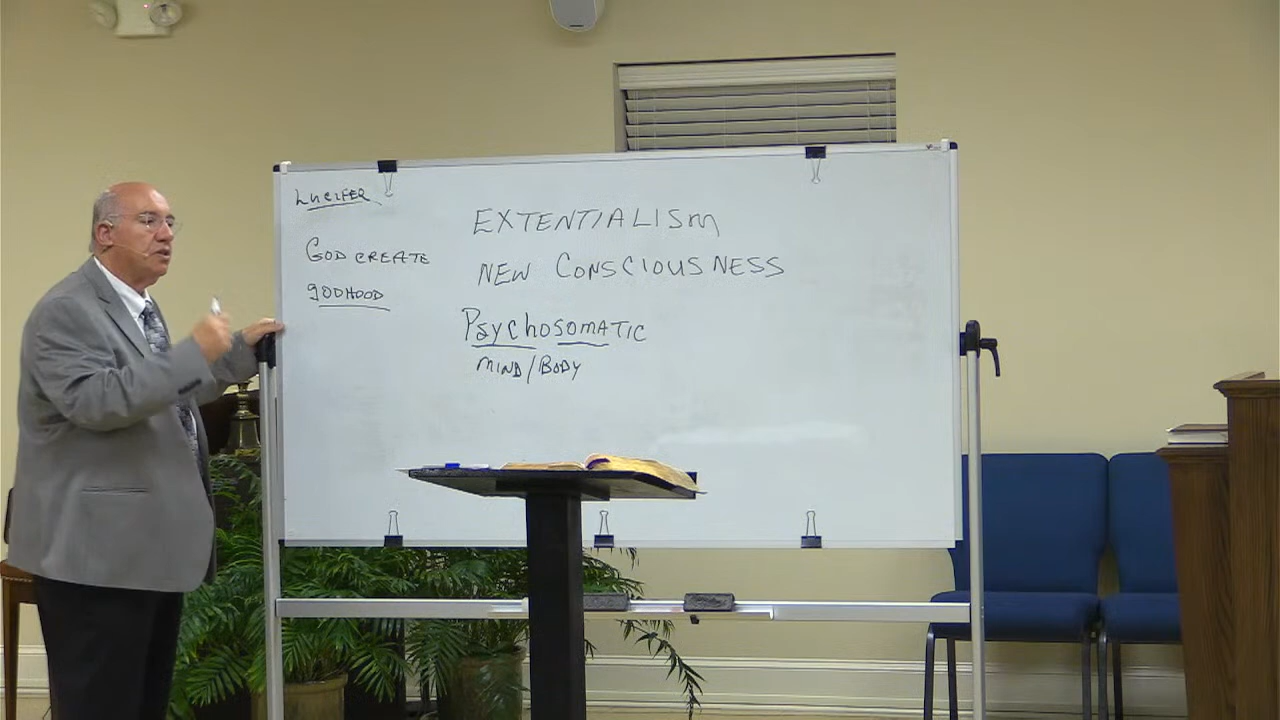 LUCIFER
GOD CREATE
GODHOOD
EXTENTIALISM
NEW CONSCIOUSNESS
PsychosomaTIC
MIND/BODY